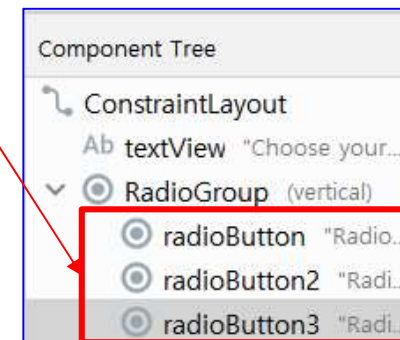 Component Tree
ConstraintLayout
Ab textView "Choose your...
RadioGroup (vertical)
radioButton "Radio...
radioButton2 "Radi...
radioButton3 "Radi...